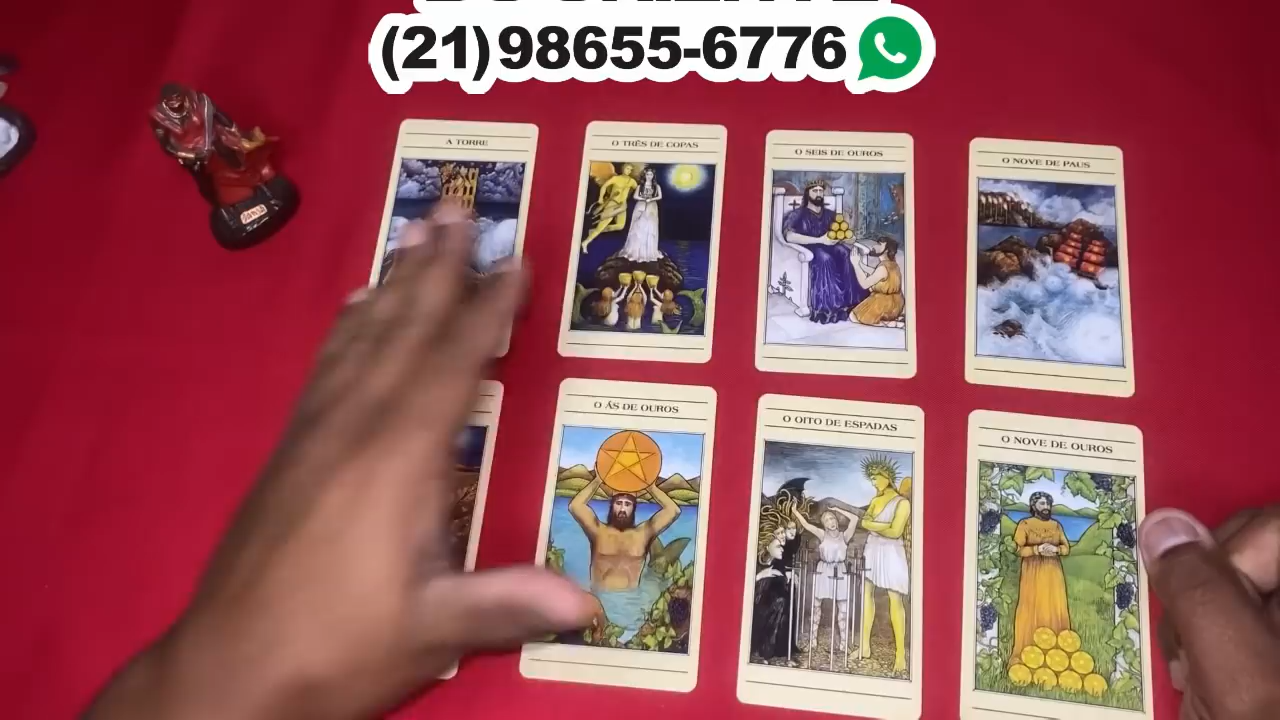 (21)98655-6776
A TORRE
O TRÊS DE COPAS
O SEIS DE OUROS
O NOVE DE PAUS
O ÁS DE OUROS
O OITO DE ESPADAS
O NOVE DE OUROS